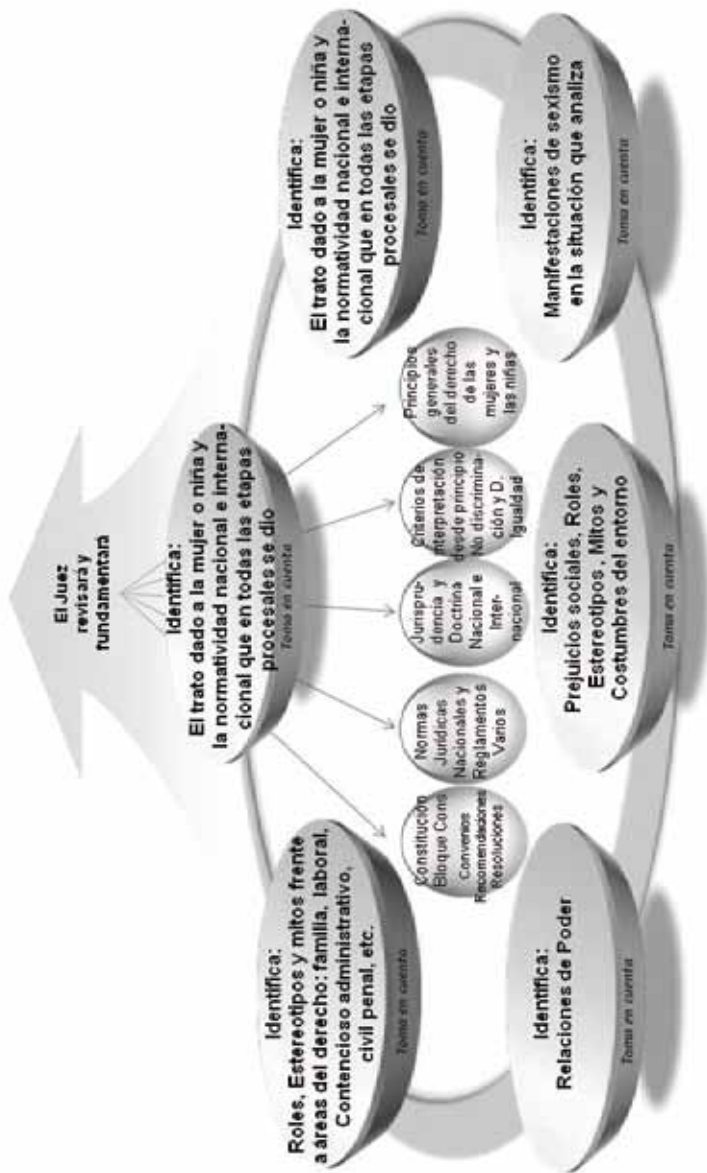 El Juez
revisará y
fundamentará
Identifica:
Roles, Estereotipos y mitos frente
a áreas del derecho: familia, laboral,
Contencioso administrativo,
civil penal, etc.
Toma en cuenta
Identifica:
El trato dado a la mujer o niña y
la normatividad nacional e interna-
cional que en todas las etapas
procesales se dio
Toma en cuenta
Identifica:
El trato dado a la mujer o niña y
la normatividad nacional e interna-
cional que en todas las etapas
procesales se dio
Toma en cuenta
Constitución
Bloque Cons
Convenios
Recomendaciones
Resoluciones
Normas
Jurídicas
Nacionales y
Reglamentos
Varios
Jurispru-
dencia y
Doctrina
Nacional e
Inter-
nacional
Criterios de
interpretación
desde principio
No discrimina-
ción y D.
Igualdad
Principios
generales
del derecho
de las
mujeres y
las niñas
Identifica:
Relaciones de Poder
Toma en cuenta
Identifica:
Prejuicios sociales, Roles,
Estereotipos, Mitos y
Costumbres del entorno
Toma en cuenta
Identifica:
Manifestaciones de sexismo
en la situación que analiza
Toma en cuenta